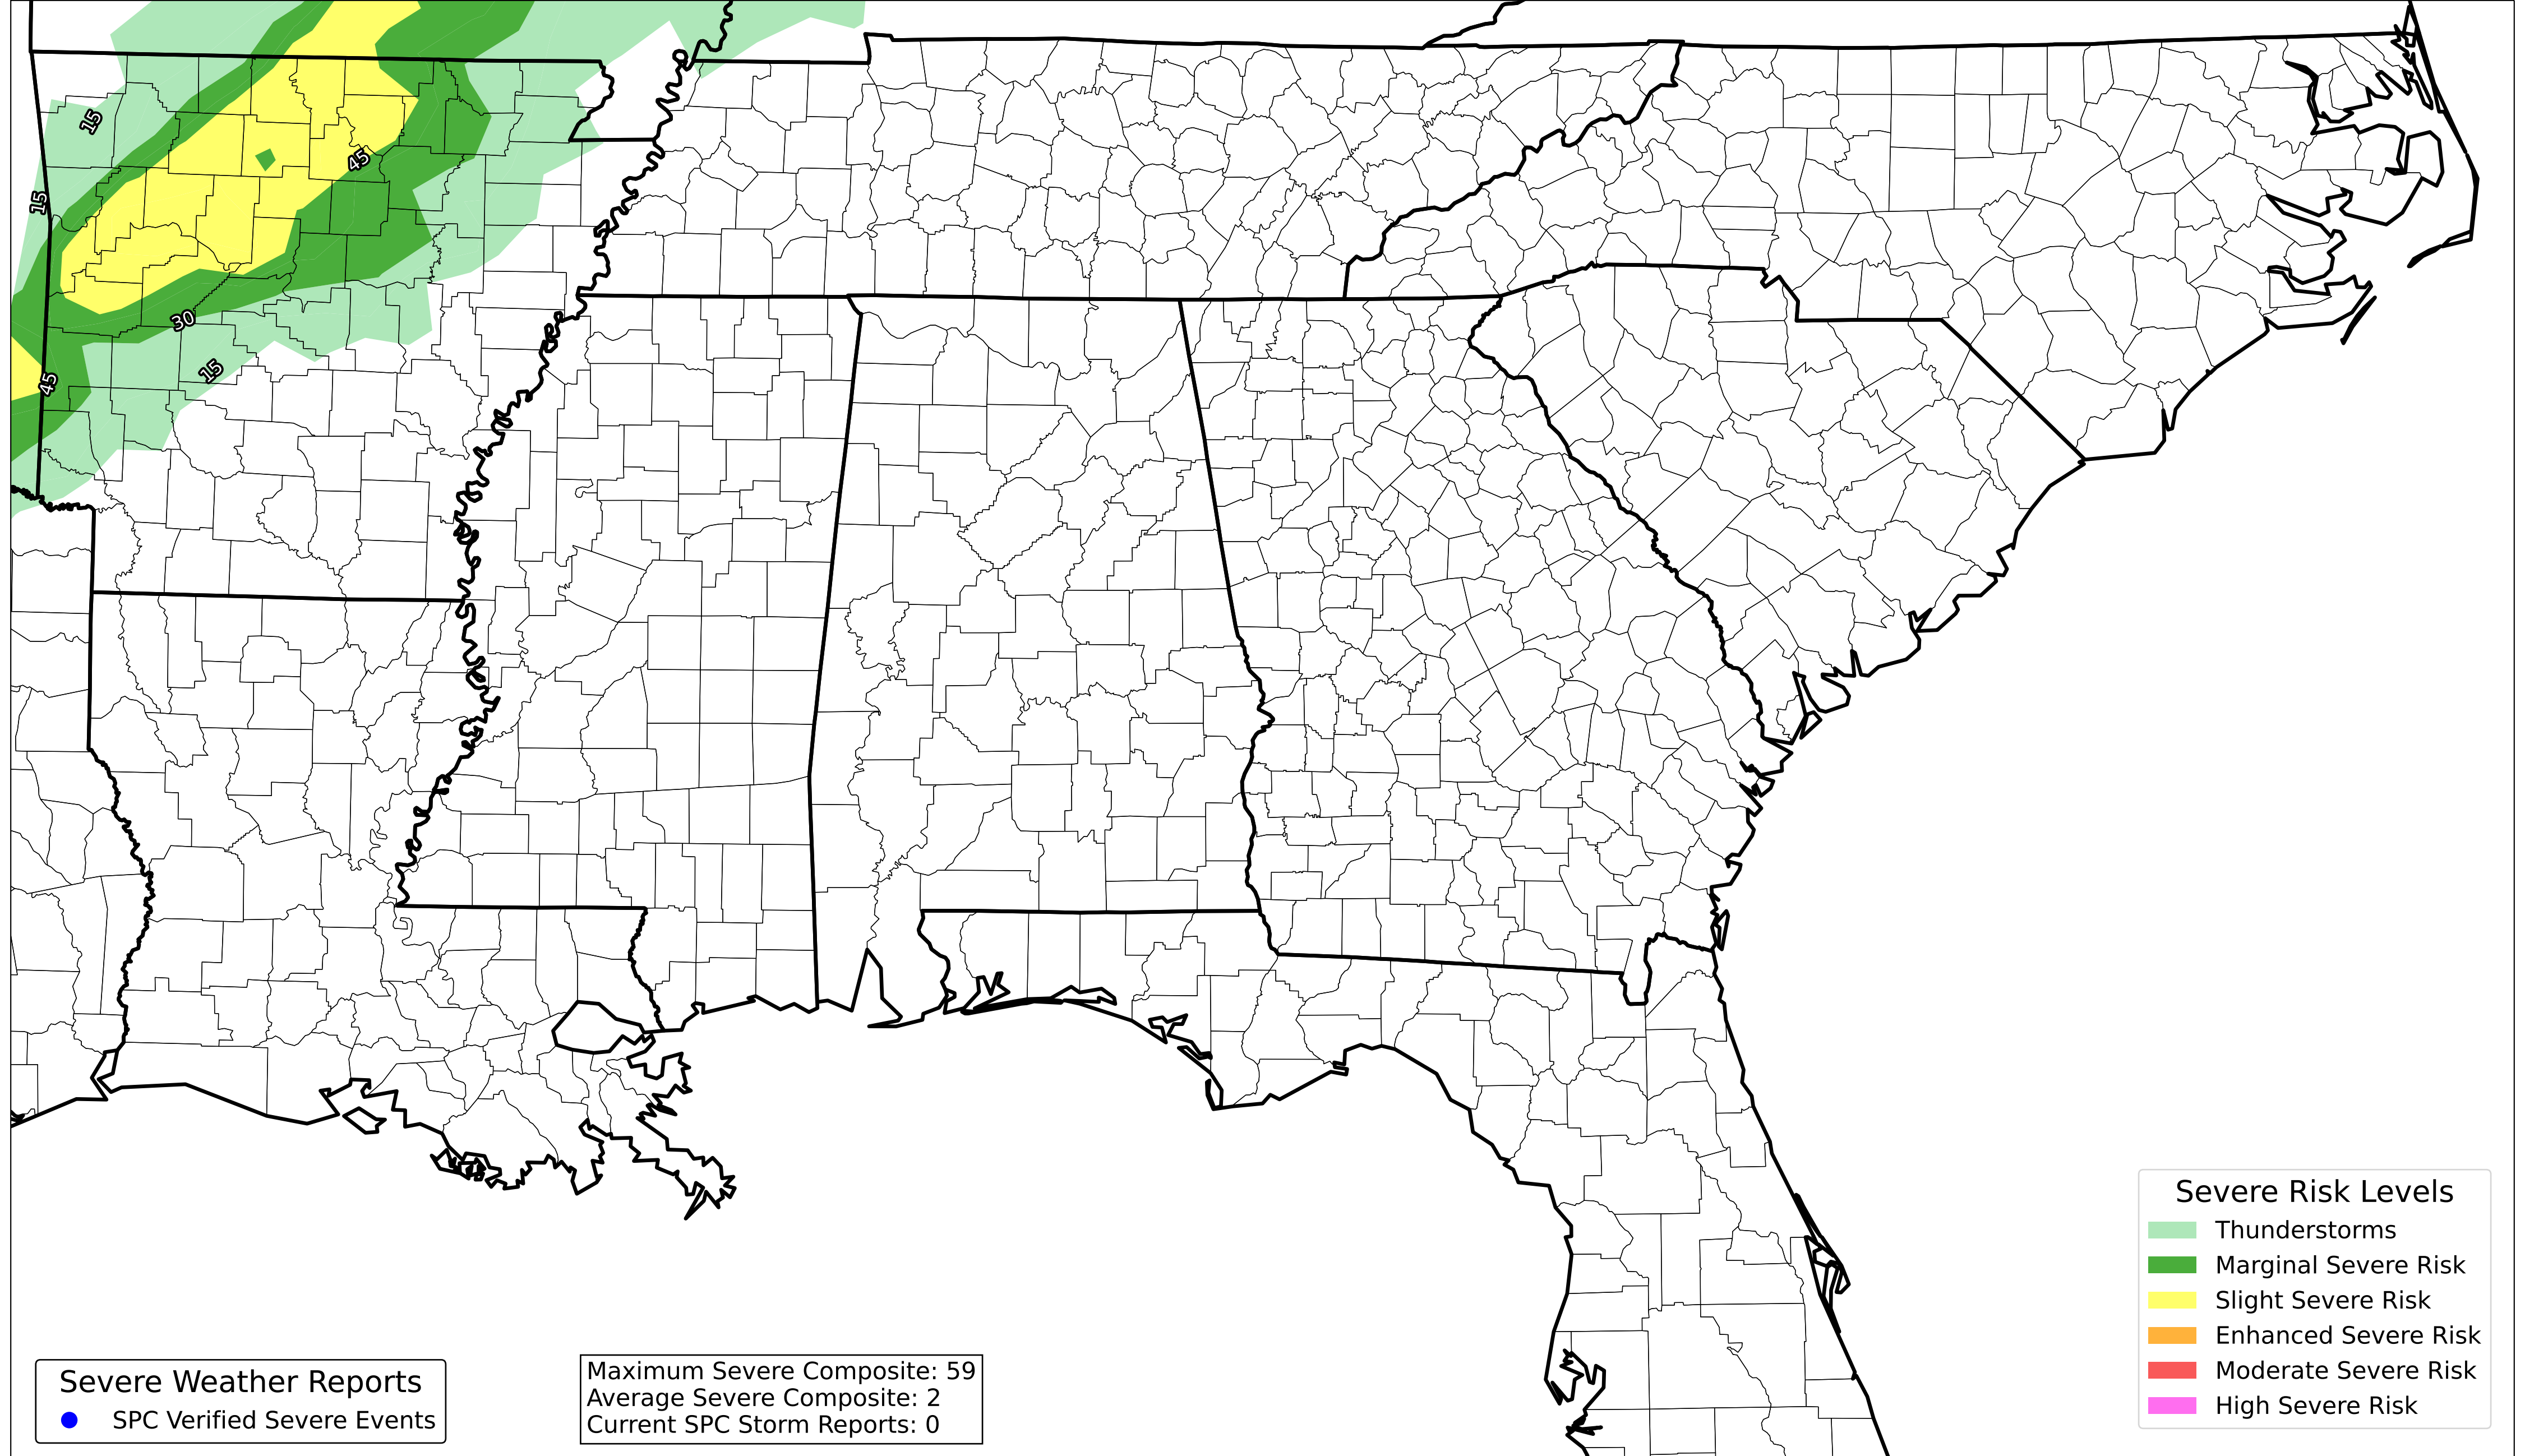 15
45
15
30
15
45
Severe Risk Levels
Thunderstorms
Marginal Severe Risk
Slight Severe Risk
Enhanced Severe Risk
Moderate Severe Risk
High Severe Risk
Severe Weather Reports
SPC Verified Severe Events
Maximum Severe Composite: 59
Average Severe Composite: 2
Current SPC Storm Reports: 0